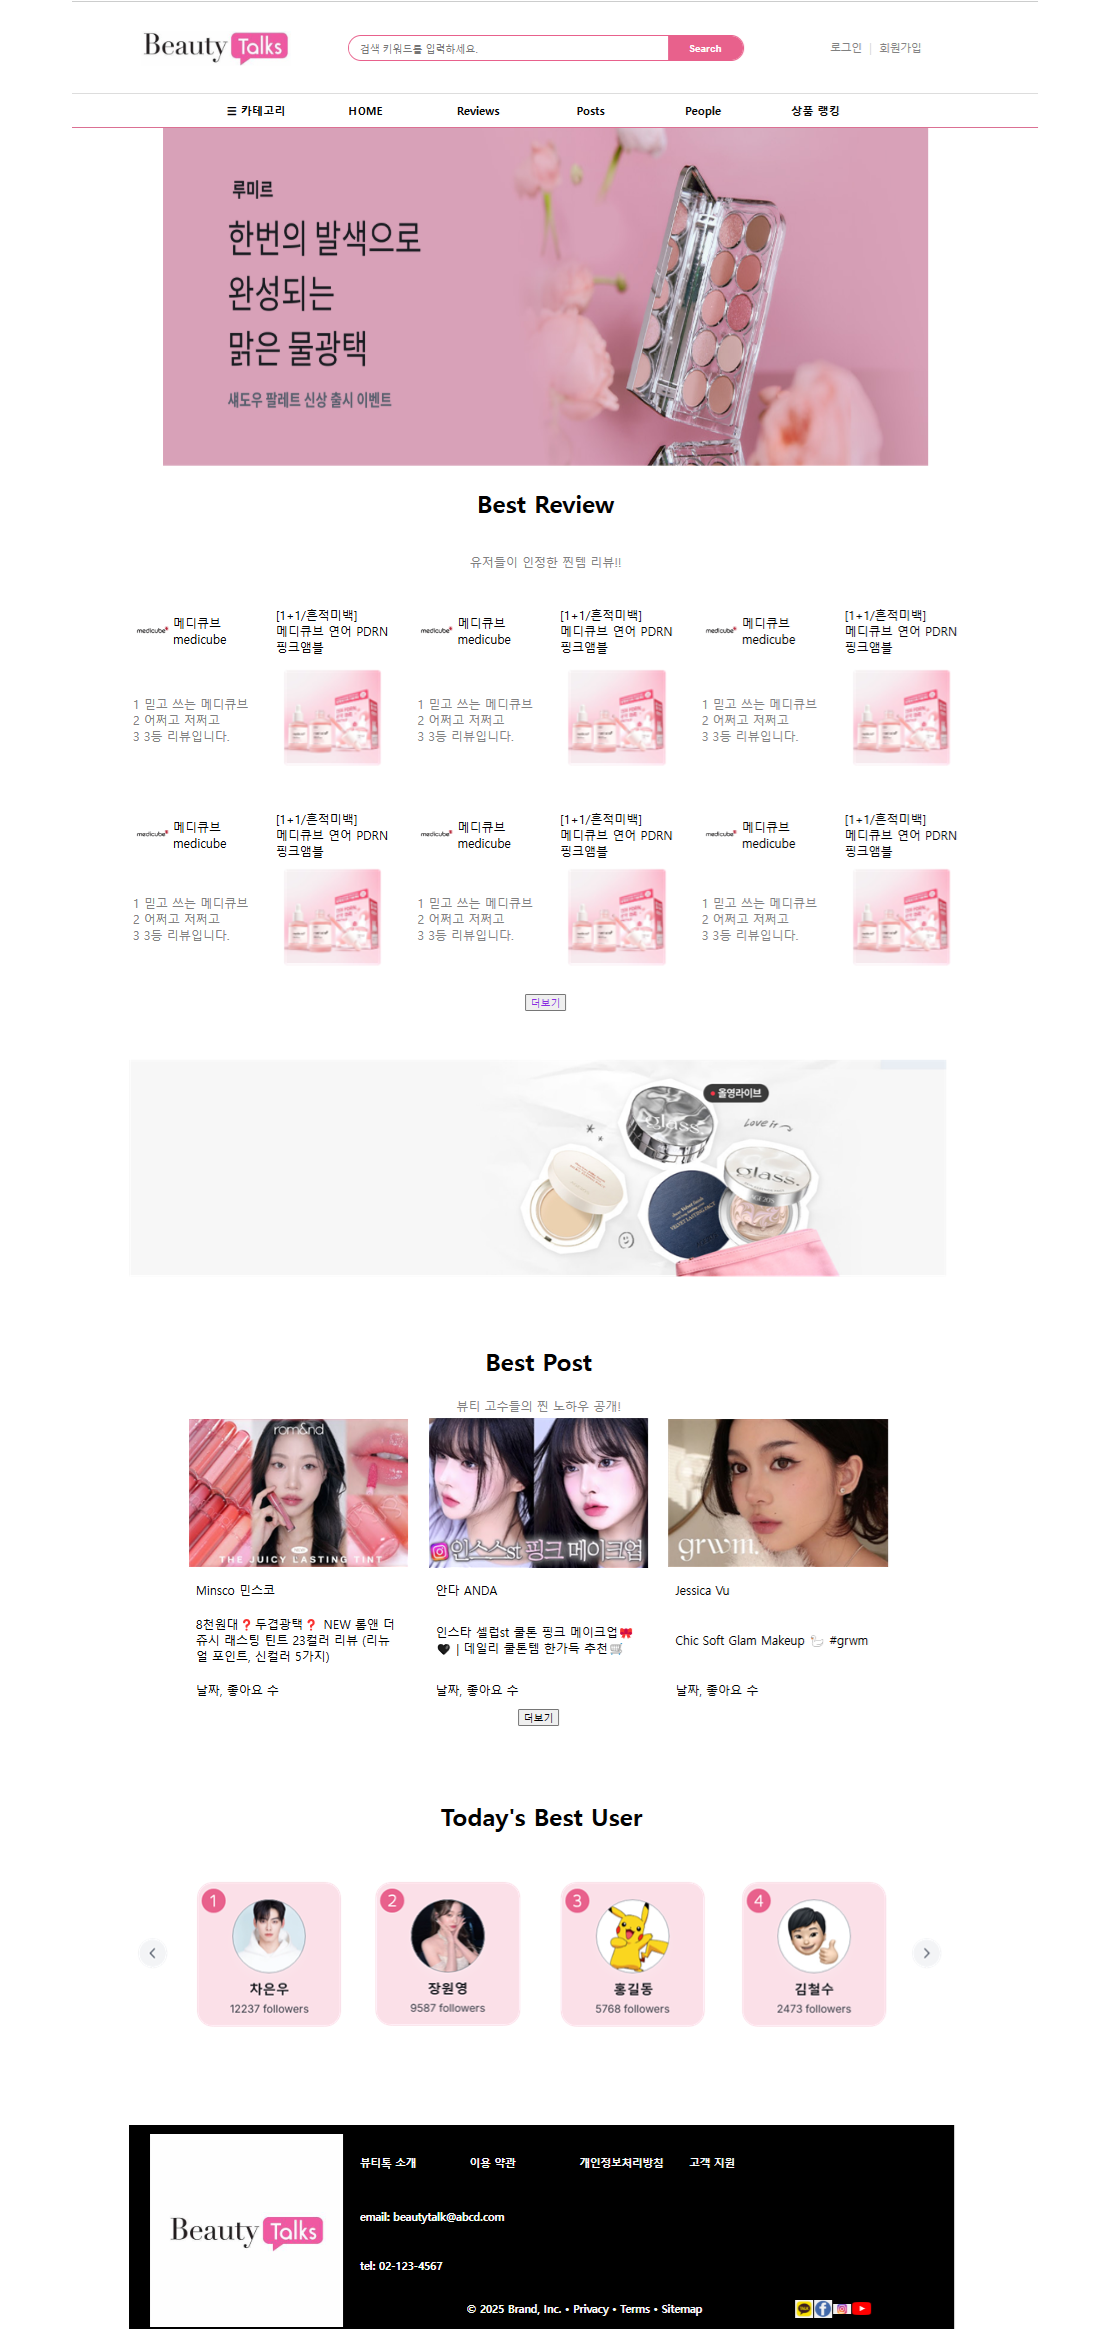 Beauty Talks
검색 키워드를 입력하세요.
Search
로그인 | 회원가입
☰ 카테고리
HOME
Reviews
Posts
People
상품 랭킹
루미르
한번의 발색으로
완성되는
맑은 물광택
섀도우 팔레트 신상 출시 이벤트
Best Review
유저들이 인정한 찐템 리뷰!!
medicube
메디큐브
medicube
[1+1/흔적미백]
메디큐브 연어 PDRN
핑크앰블
1 믿고 쓰는 메디큐브
2 어쩌고 저쩌고
3 3등 리뷰입니다.
medicube
메디큐브
medicube
[1+1/흔적미백]
메디큐브 연어 PDRN
핑크앰블
1 믿고 쓰는 메디큐브
2 어쩌고 저쩌고
3 3등 리뷰입니다.
medicube
메디큐브
medicube
[1+1/흔적미백]
메디큐브 연어 PDRN
핑크앰블
1 믿고 쓰는 메디큐브
2 어쩌고 저쩌고
3 3등 리뷰입니다.
medicube
메디큐브
medicube
[1+1/흔적미백]
메디큐브 연어 PDRN
핑크앰블
1 믿고 쓰는 메디큐브
2 어쩌고 저쩌고
3 3등 리뷰입니다.
medicube
메디큐브
medicube
[1+1/흔적미백]
메디큐브 연어 PDRN
핑크앰블
1 믿고 쓰는 메디큐브
2 어쩌고 저쩌고
3 3등 리뷰입니다.
medicube
메디큐브
medicube
[1+1/흔적미백]
메디큐브 연어 PDRN
핑크앰블
1 믿고 쓰는 메디큐브
2 어쩌고 저쩌고
3 3등 리뷰입니다.
더보기
올영라이브
glass.
Love it
glass.
VELVET LASTING PACT
Best Post
뷰티 고수들의 찐 노하우 공개!
rom&nd
THE JUICY LASTING TINT
Minsco 민스코
8천원대❓두겹광택❓ NEW 롬앤 더
쥬시 래스팅 틴트 23컬러 리뷰 (리뉴
얼 포인트, 신컬러 5가지)
날짜, 좋아요 수
인스스st 핑크 메이크업
안다 ANDA
인스타 셀럽st 쿨톤 핑크 메이크업🎀
🖤 | 데일리 쿨톤템 한가득 추천🛒
날짜, 좋아요 수
grwm.
Jessica Vu
Chic Soft Glam Makeup 🦢 #grwm
날짜, 좋아요 수
더보기
Today's Best User
1
차은우
12237 followers
2
장원영
9587 followers
3
홍길동
5768 followers
4
김철수
2473 followers
Beauty Talks
뷰티톡 소개
이용 약관
개인정보처리방침
고객 지원
email: beautytalk@abcd.com
tel: 02-123-4567
© 2025 Brand, Inc. • Privacy • Terms • Sitemap